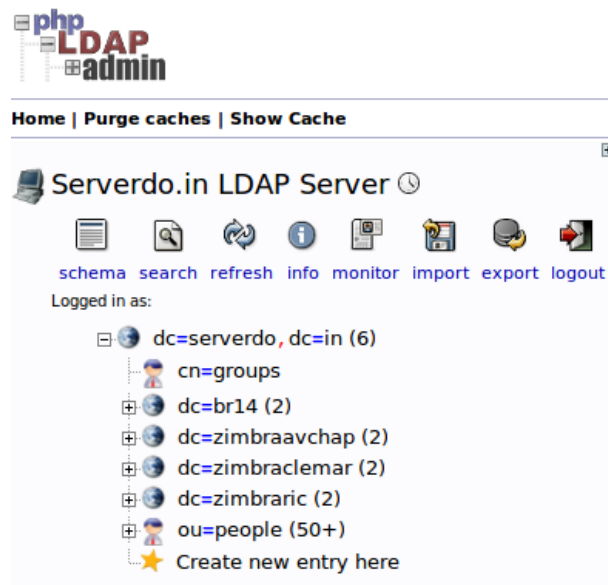 php
LDAP
admin
Home | Purge caches | Show Cache
Serverdo.in LDAP Server
schema search refresh info monitor import export logout
Logged in as:
dc=serverdo, dc=in (6)
cn=groups
dc=br14 (2)
dc=zimbraavchap (2)
dc=zimbraclemar (2)
dc=zimbraric (2)
ou=people (50+)
Create new entry here